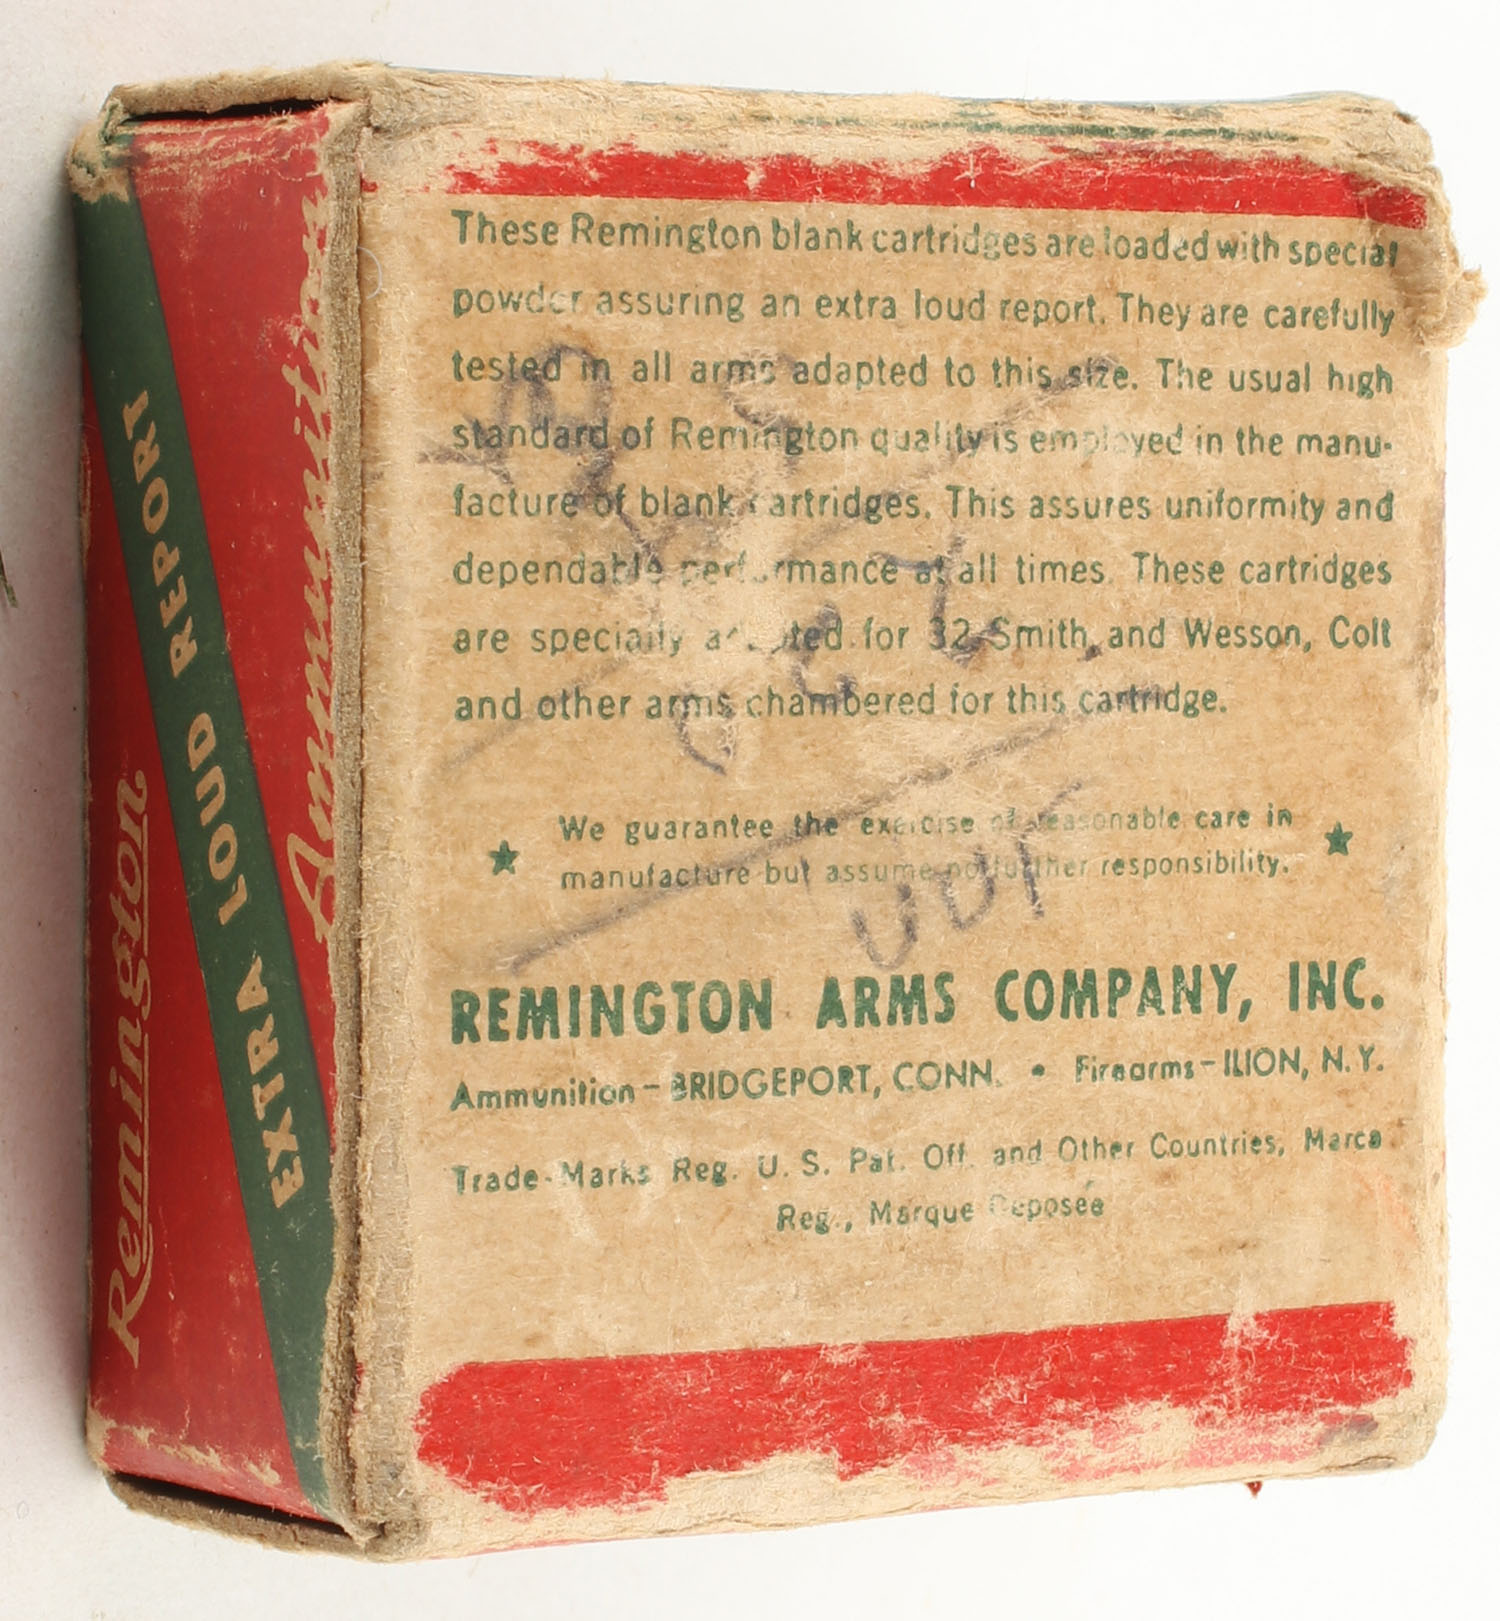 These Remington blank cartridges are loaded with special
powder assuring an extra loud report. They are carefully
tested in all arms adapted to this size. The usual high
standard of Remington quality is employed in the manu-
facture of blank cartridges. This assures uniformity and
dependable performance at all times. These cartridges
are specially adapted for 32 Smith and Wesson, Colt
and other arms chambered for this cartridge.
We guarantee the exercise of reasonable care in
manufacture but assume no further responsibility.
REMINGTON ARMS COMPANY, INC.
Ammunition – BRIDGEPORT, CONN. • Firearms – ILION, N.Y.
Trade-Marks Reg. U. S. Pat. Off. and Other Countries, Marca
Reg., Marque Deposée
Remington
EXTRA LOUD REPORT
Ammunition